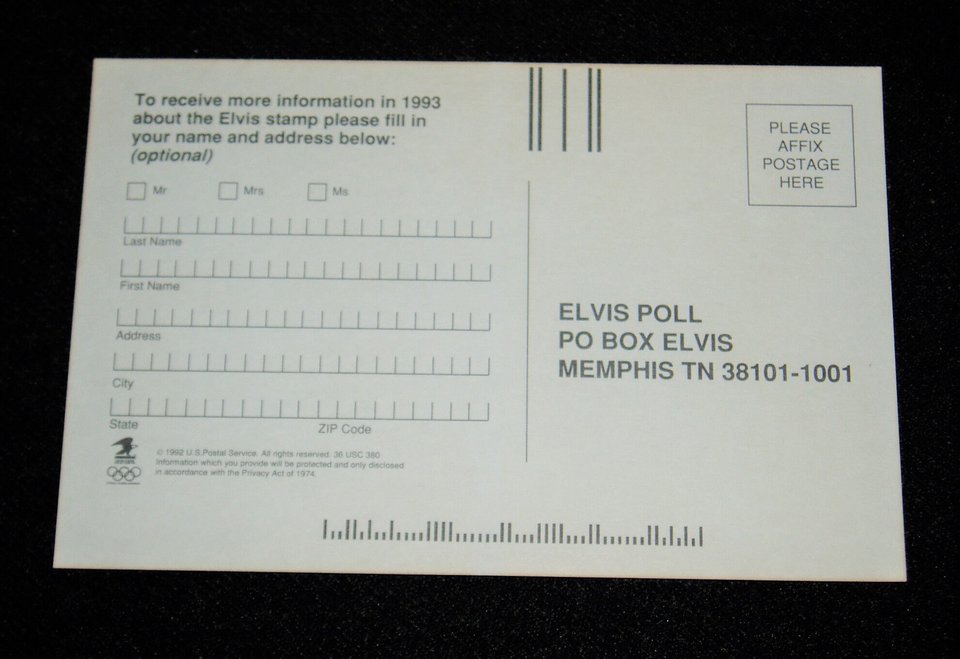 To receive more information in 1993
about the Elvis stamp please fill in
your name and address below:
(optional)
Mr Mrs Ms
Last Name
First Name
Address
City
State ZIP Code
© 1992 U.S.Postal Service. All rights reserved. 36 USC 380
Information which you provide will be protected and only disclosed
in accordance with the Privacy Act of 1974.
PLEASE
AFFIX
POSTAGE
HERE
ELVIS POLL
PO BOX ELVIS
MEMPHIS TN 38101-1001